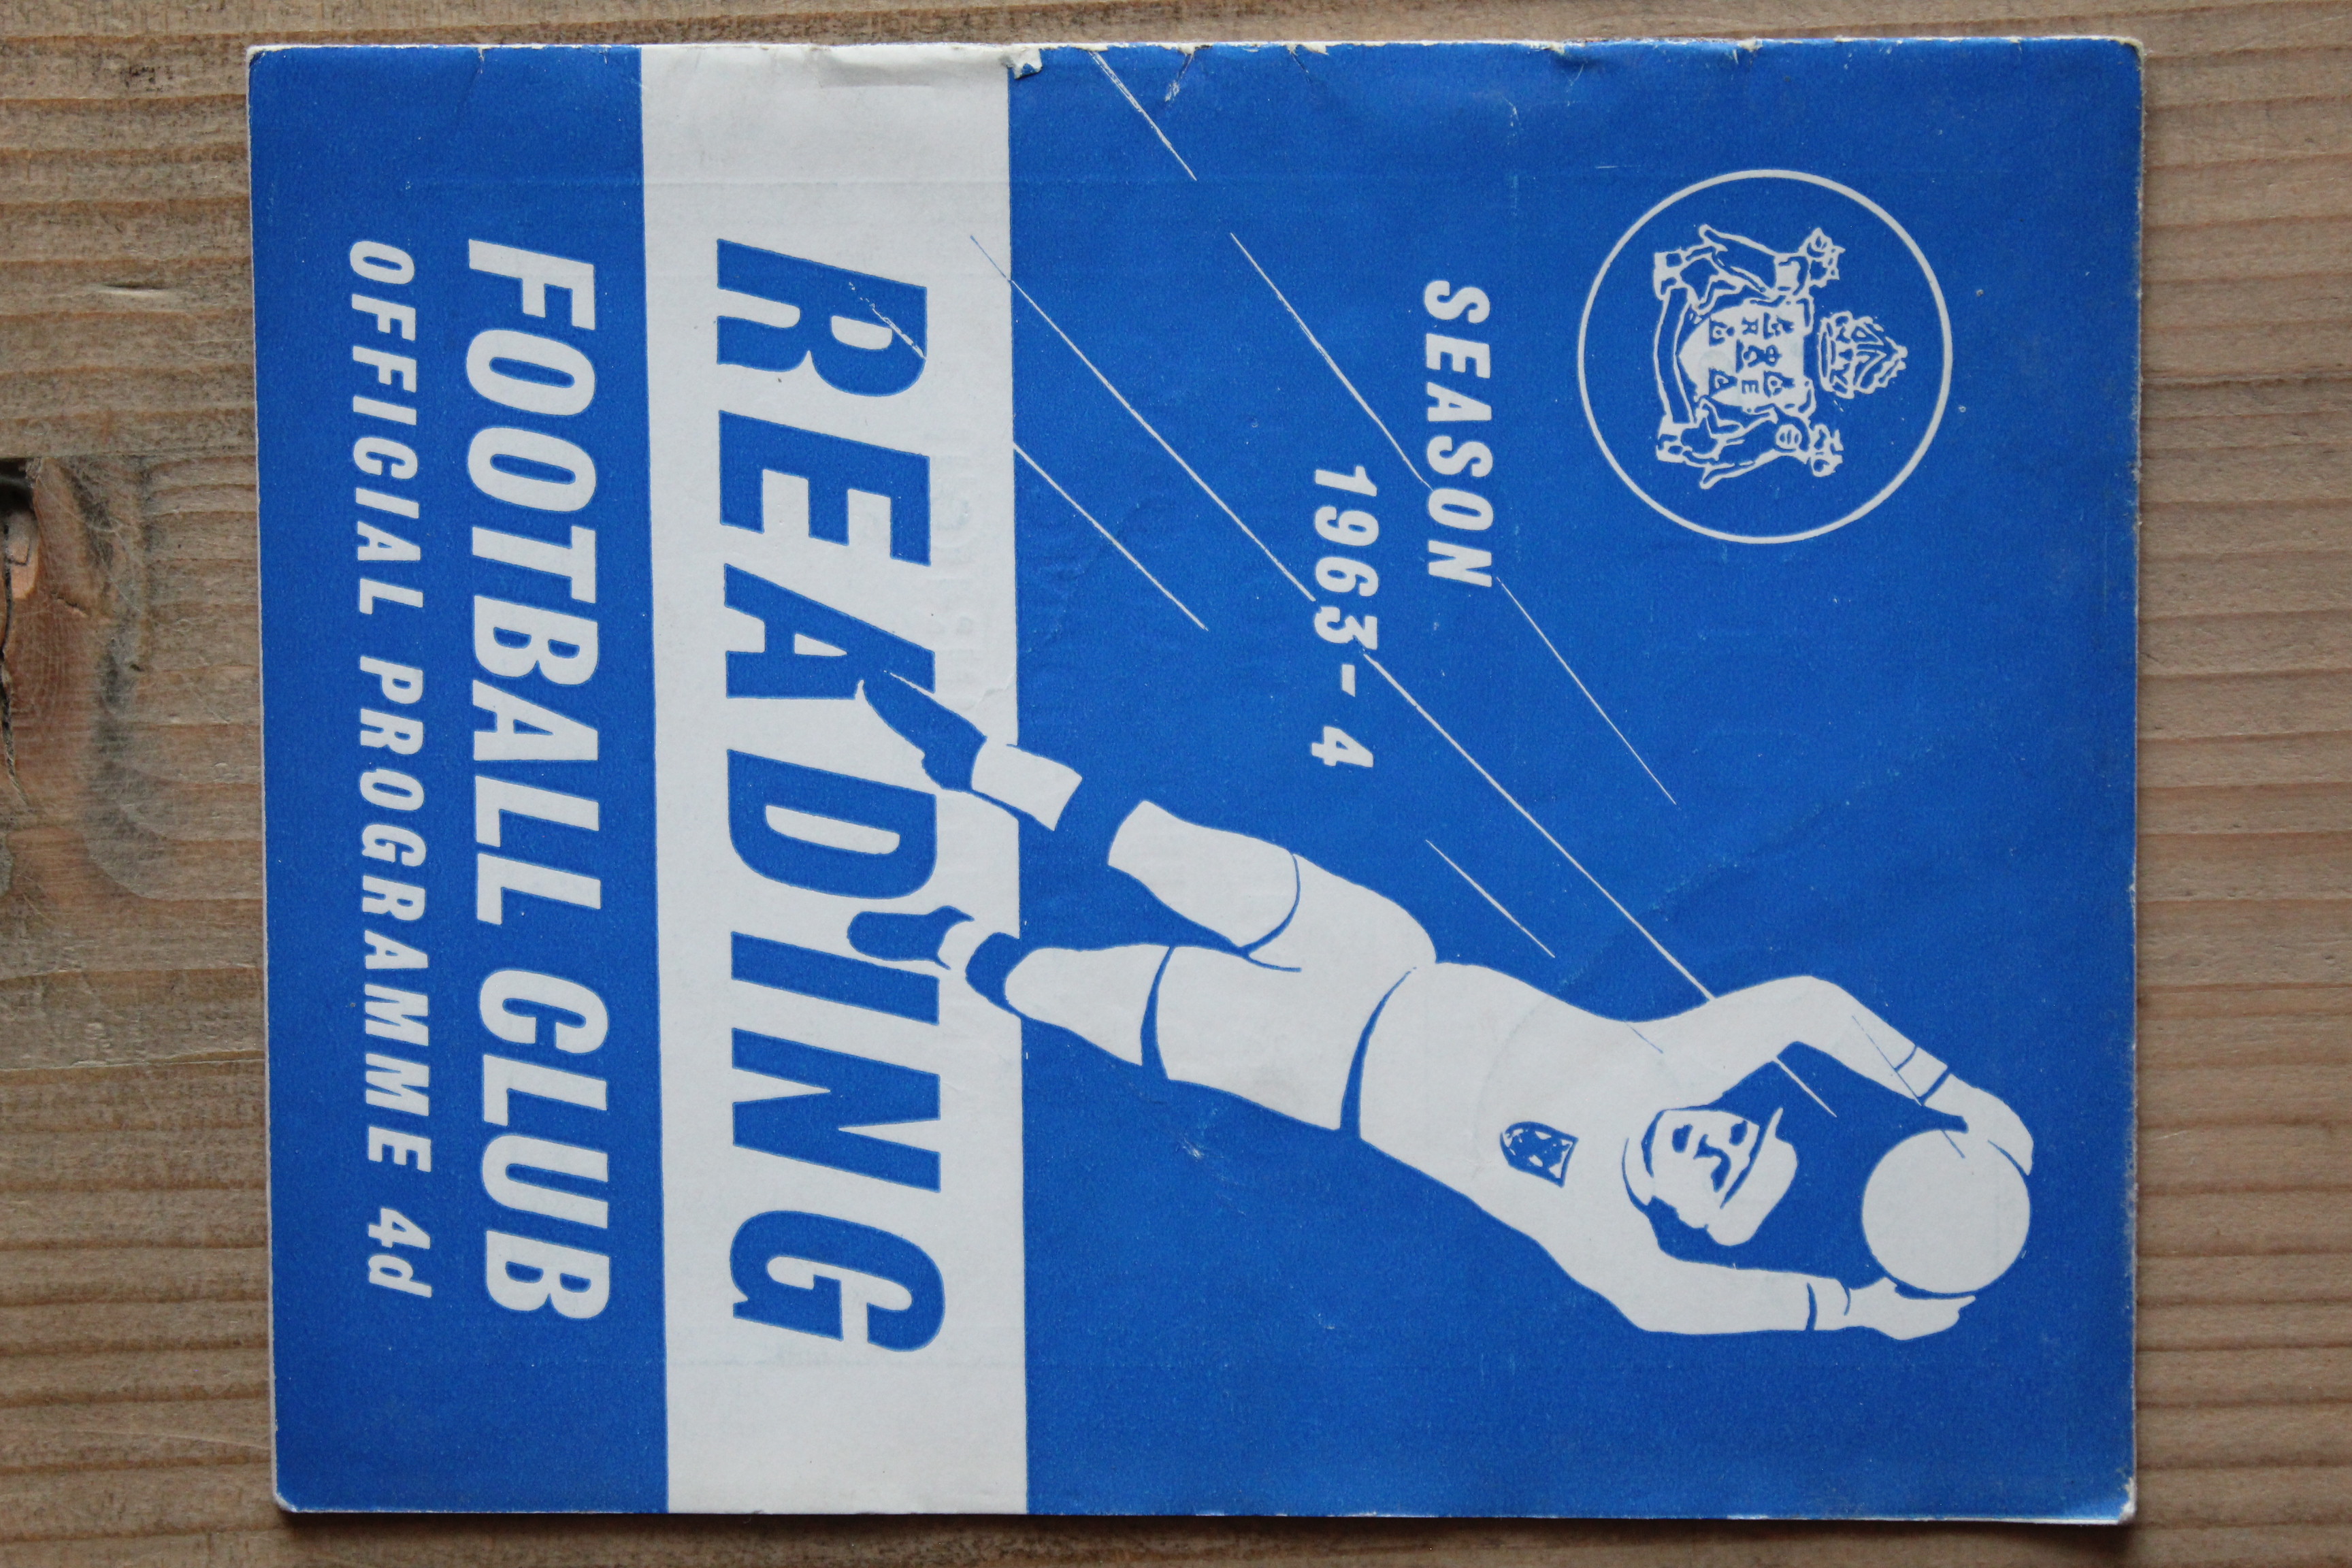 SEASON
1963-4
READING
FOOTBALL CLUB
OFFICIAL PROGRAMME 4d